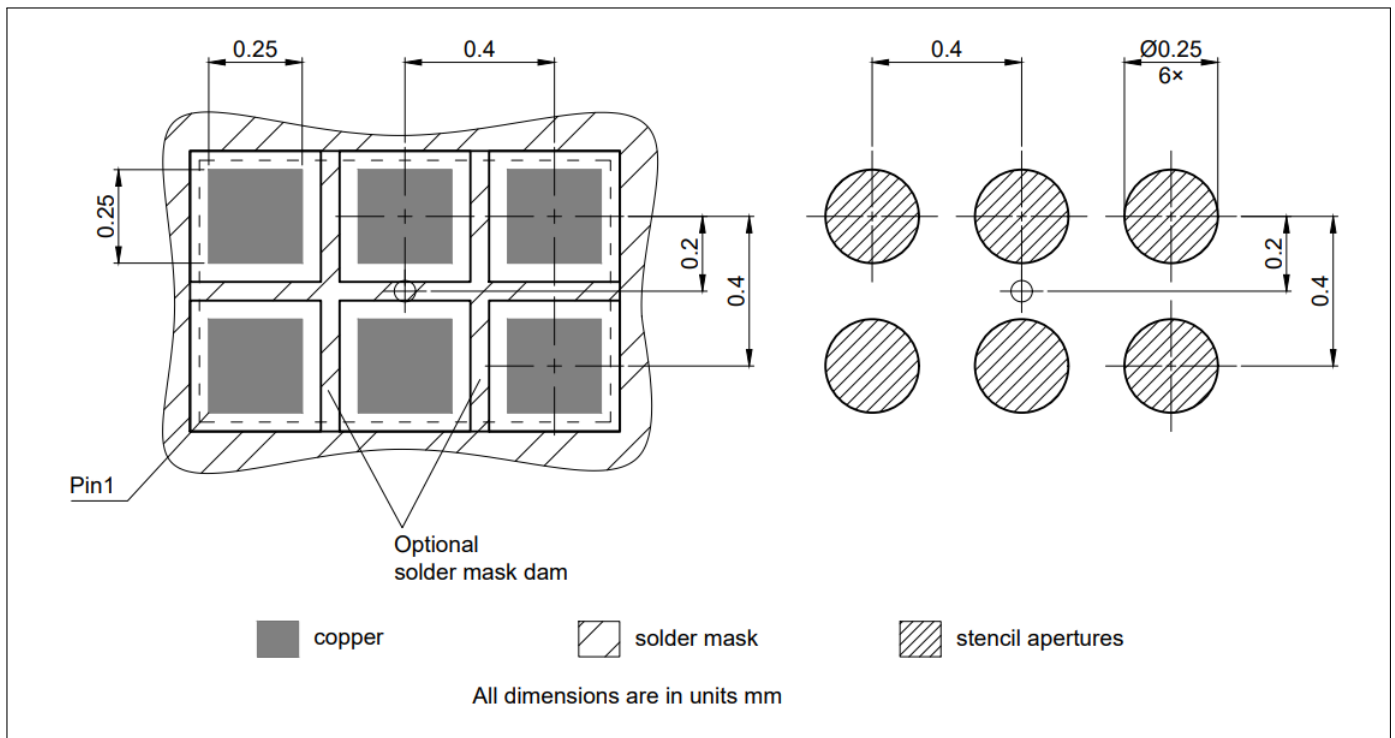 0.25
0.4
0.4
Ø0.25
6×
0.25
0.2
0.4
0.2
0.4
Pin1
Optional
solder mask dam
copper
solder mask
stencil apertures
All dimensions are in units mm